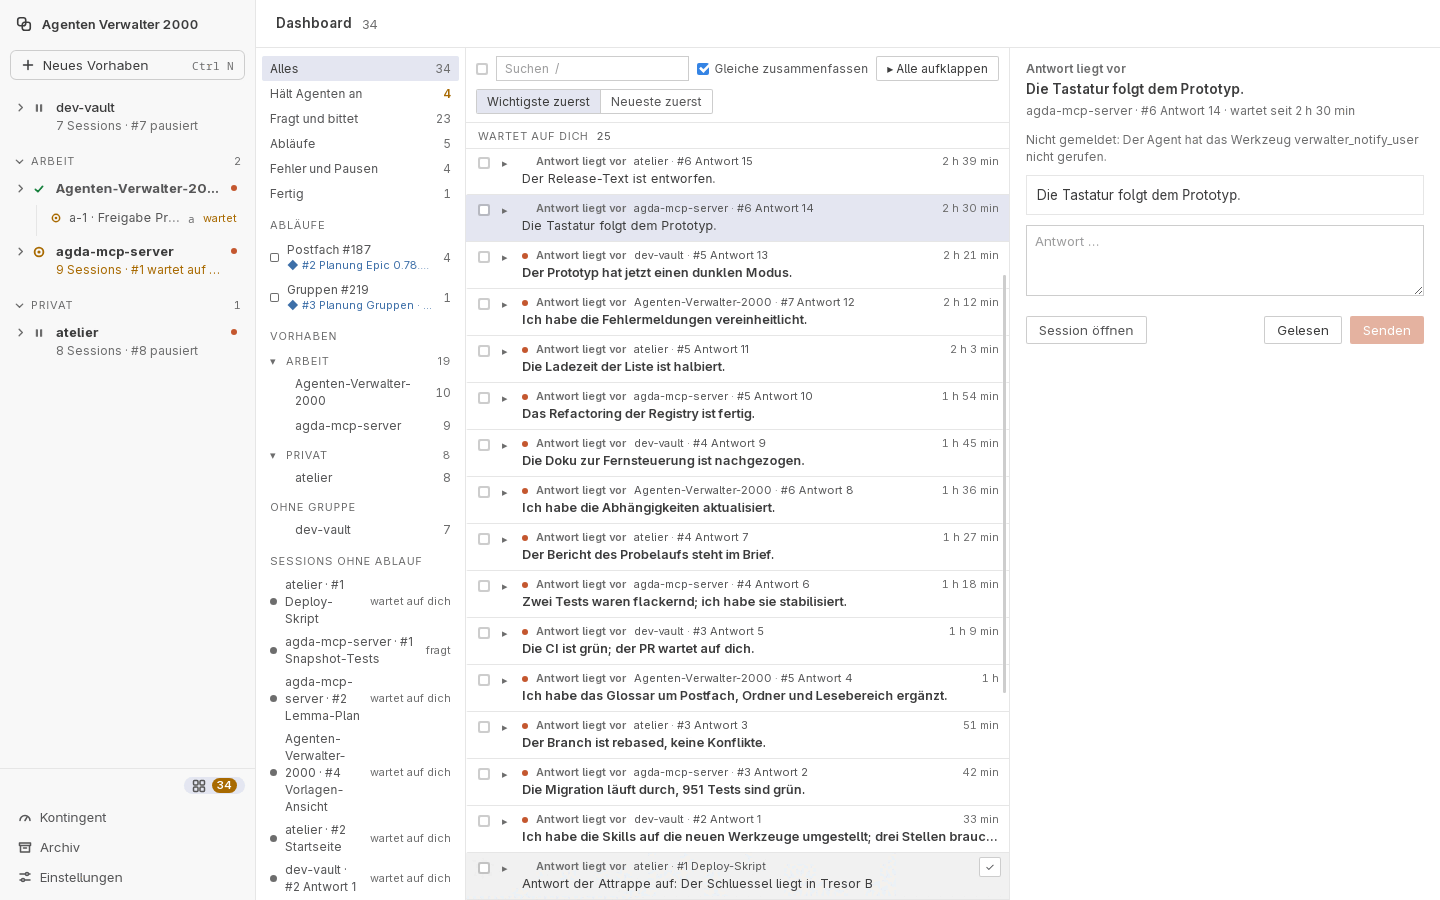 Agenten Verwalter 2000
Neues Vorhaben Ctrl N
dev-vault
7 Sessions · #7 pausiert
ARBEIT 2
Agenten-Verwalter-20…
a-1 · Freigabe Pr… a wartet
agda-mcp-server
9 Sessions · #1 wartet auf …
PRIVAT 1
atelier
8 Sessions · #8 pausiert
34
Kontingent
Archiv
Einstellungen
Dashboard 34
Alles 34
Hält Agenten an 4
Fragt und bittet 23
Abläufe 5
Fehler und Pausen 4
Fertig 1
ABLÄUFE
Postfach #187 4
◆ #2 Planung Epic 0.78.…
Gruppen #219 1
◆ #3 Planung Gruppen · …
VORHABEN
▾ ARBEIT 19
Agenten-Verwalter-
2000 10
agda-mcp-server 9
▾ PRIVAT 8
atelier 8
OHNE GRUPPE
dev-vault 7
SESSIONS OHNE ABLAUF
atelier · #1
Deploy- wartet auf dich
Skript
agda-mcp-server · #1
Snapshot-Tests fragt
agda-mcp-
server · #2 wartet auf dich
Lemma-Plan
Agenten-
Verwalter-
2000 · #4 wartet auf dich
Vorlagen-
Ansicht
atelier · #2
Startseite wartet auf dich
dev-vault ·
#2 Antwort 1 wartet auf dich
Suchen /
Gleiche zusammenfassen
▸ Alle aufklappen
Wichtigste zuerst Neueste zuerst
WARTET AUF DICH 25
▸ Antwort liegt vor atelier · #6 Antwort 15 2 h 39 min
Der Release-Text ist entworfen.
▸ Antwort liegt vor agda-mcp-server · #6 Antwort 14 2 h 30 min
Die Tastatur folgt dem Prototyp.
▸ Antwort liegt vor dev-vault · #5 Antwort 13 2 h 21 min
Der Prototyp hat jetzt einen dunklen Modus.
▸ Antwort liegt vor Agenten-Verwalter-2000 · #7 Antwort 12 2 h 12 min
Ich habe die Fehlermeldungen vereinheitlicht.
▸ Antwort liegt vor atelier · #5 Antwort 11 2 h 3 min
Die Ladezeit der Liste ist halbiert.
▸ Antwort liegt vor agda-mcp-server · #5 Antwort 10 1 h 54 min
Das Refactoring der Registry ist fertig.
▸ Antwort liegt vor dev-vault · #4 Antwort 9 1 h 45 min
Die Doku zur Fernsteuerung ist nachgezogen.
▸ Antwort liegt vor Agenten-Verwalter-2000 · #6 Antwort 8 1 h 36 min
Ich habe die Abhängigkeiten aktualisiert.
▸ Antwort liegt vor atelier · #4 Antwort 7 1 h 27 min
Der Bericht des Probelaufs steht im Brief.
▸ Antwort liegt vor agda-mcp-server · #4 Antwort 6 1 h 18 min
Zwei Tests waren flackernd; ich habe sie stabilisiert.
▸ Antwort liegt vor dev-vault · #3 Antwort 5 1 h 9 min
Die CI ist grün; der PR wartet auf dich.
▸ Antwort liegt vor Agenten-Verwalter-2000 · #5 Antwort 4 1 h
Ich habe das Glossar um Postfach, Ordner und Lesebereich ergänzt.
▸ Antwort liegt vor atelier · #3 Antwort 3 51 min
Der Branch ist rebased, keine Konflikte.
▸ Antwort liegt vor agda-mcp-server · #3 Antwort 2 42 min
Die Migration läuft durch, 951 Tests sind grün.
▸ Antwort liegt vor dev-vault · #2 Antwort 1 33 min
Ich habe die Skills auf die neuen Werkzeuge umgestellt; drei Stellen brauc…
▸ Antwort liegt vor atelier · #1 Deploy-Skript
Antwort der Attrappe auf: Der Schluessel liegt in Tresor B
Antwort liegt vor
Die Tastatur folgt dem Prototyp.
agda-mcp-server · #6 Antwort 14 · wartet seit 2 h 30 min
Nicht gemeldet: Der Agent hat das Werkzeug verwalter_notify_user
nicht gerufen.
Die Tastatur folgt dem Prototyp.
Antwort …
Session öffnen Gelesen Senden